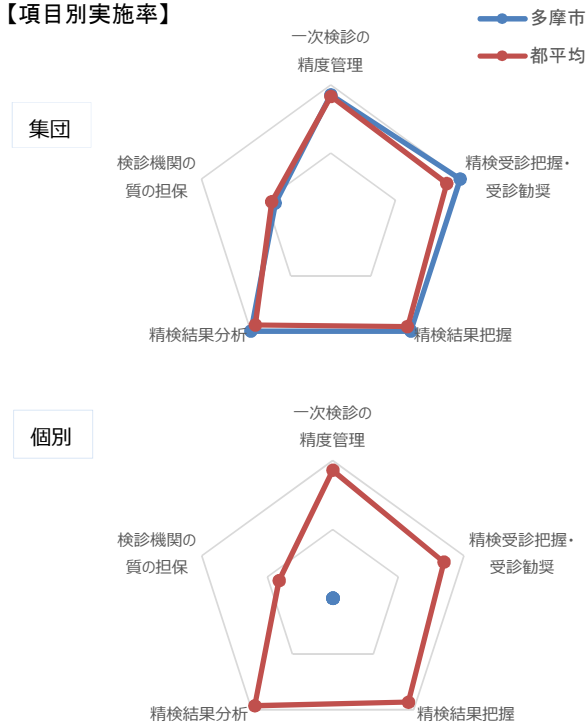 【項目別実施率】
多摩市
都平均
集団
一次検診の
精度管理
精検受診把握・
受診勧奨
精検結果把握
精検結果分析
検診機関の
質の担保
個別
一次検診の
精度管理
精検受診把握・
受診勧奨
精検結果把握
精検結果分析
検診機関の
質の担保